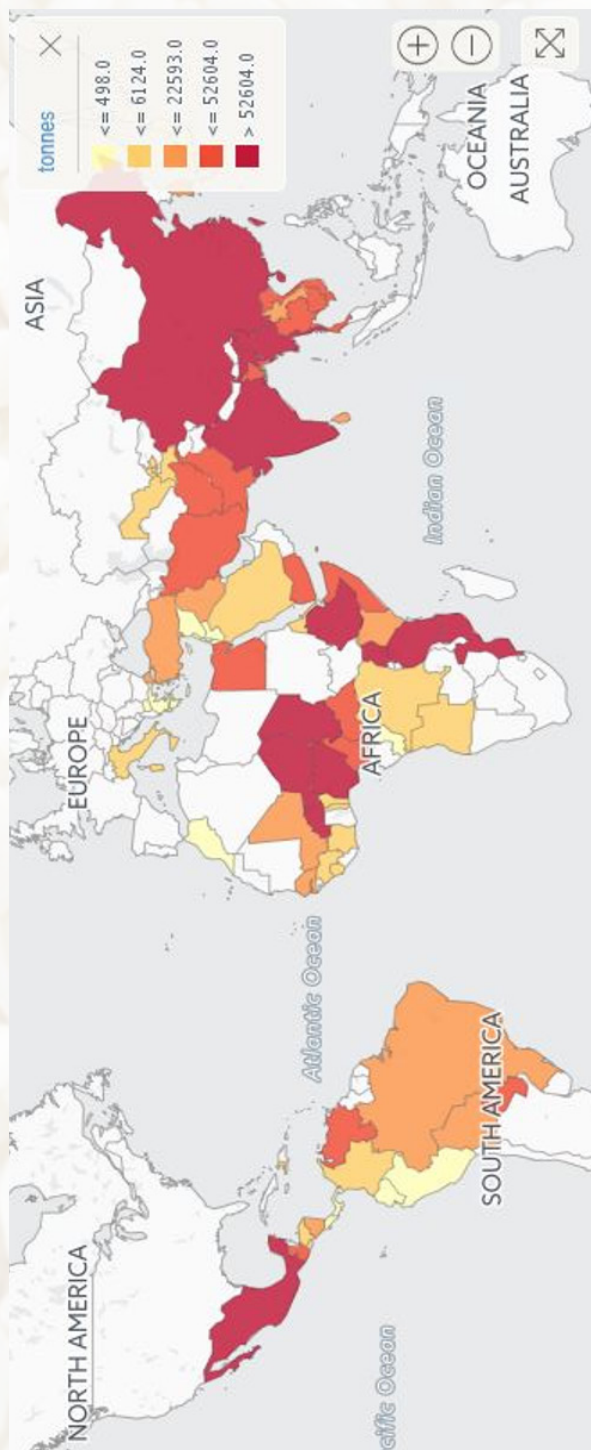 tonnes
<= 498.0
<= 6124.0
<= 22593.0
<= 52604.0
> 52604.0
NORTH AMERICA
EUROPE
ASIA
Atlantic Ocean
AFRICA
Indian Ocean
cific Ocean
SOUTH AMERICA
OCEANIA
AUSTRALIA